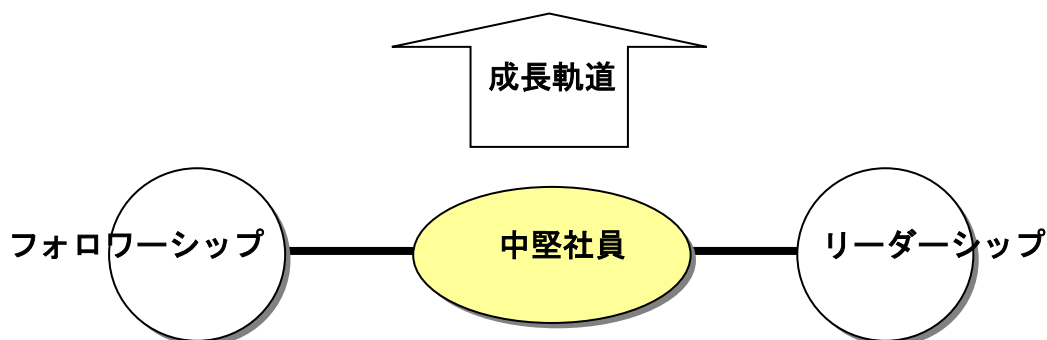 成長軌道
フォロワーシップ
中堅社員
リーダーシップ